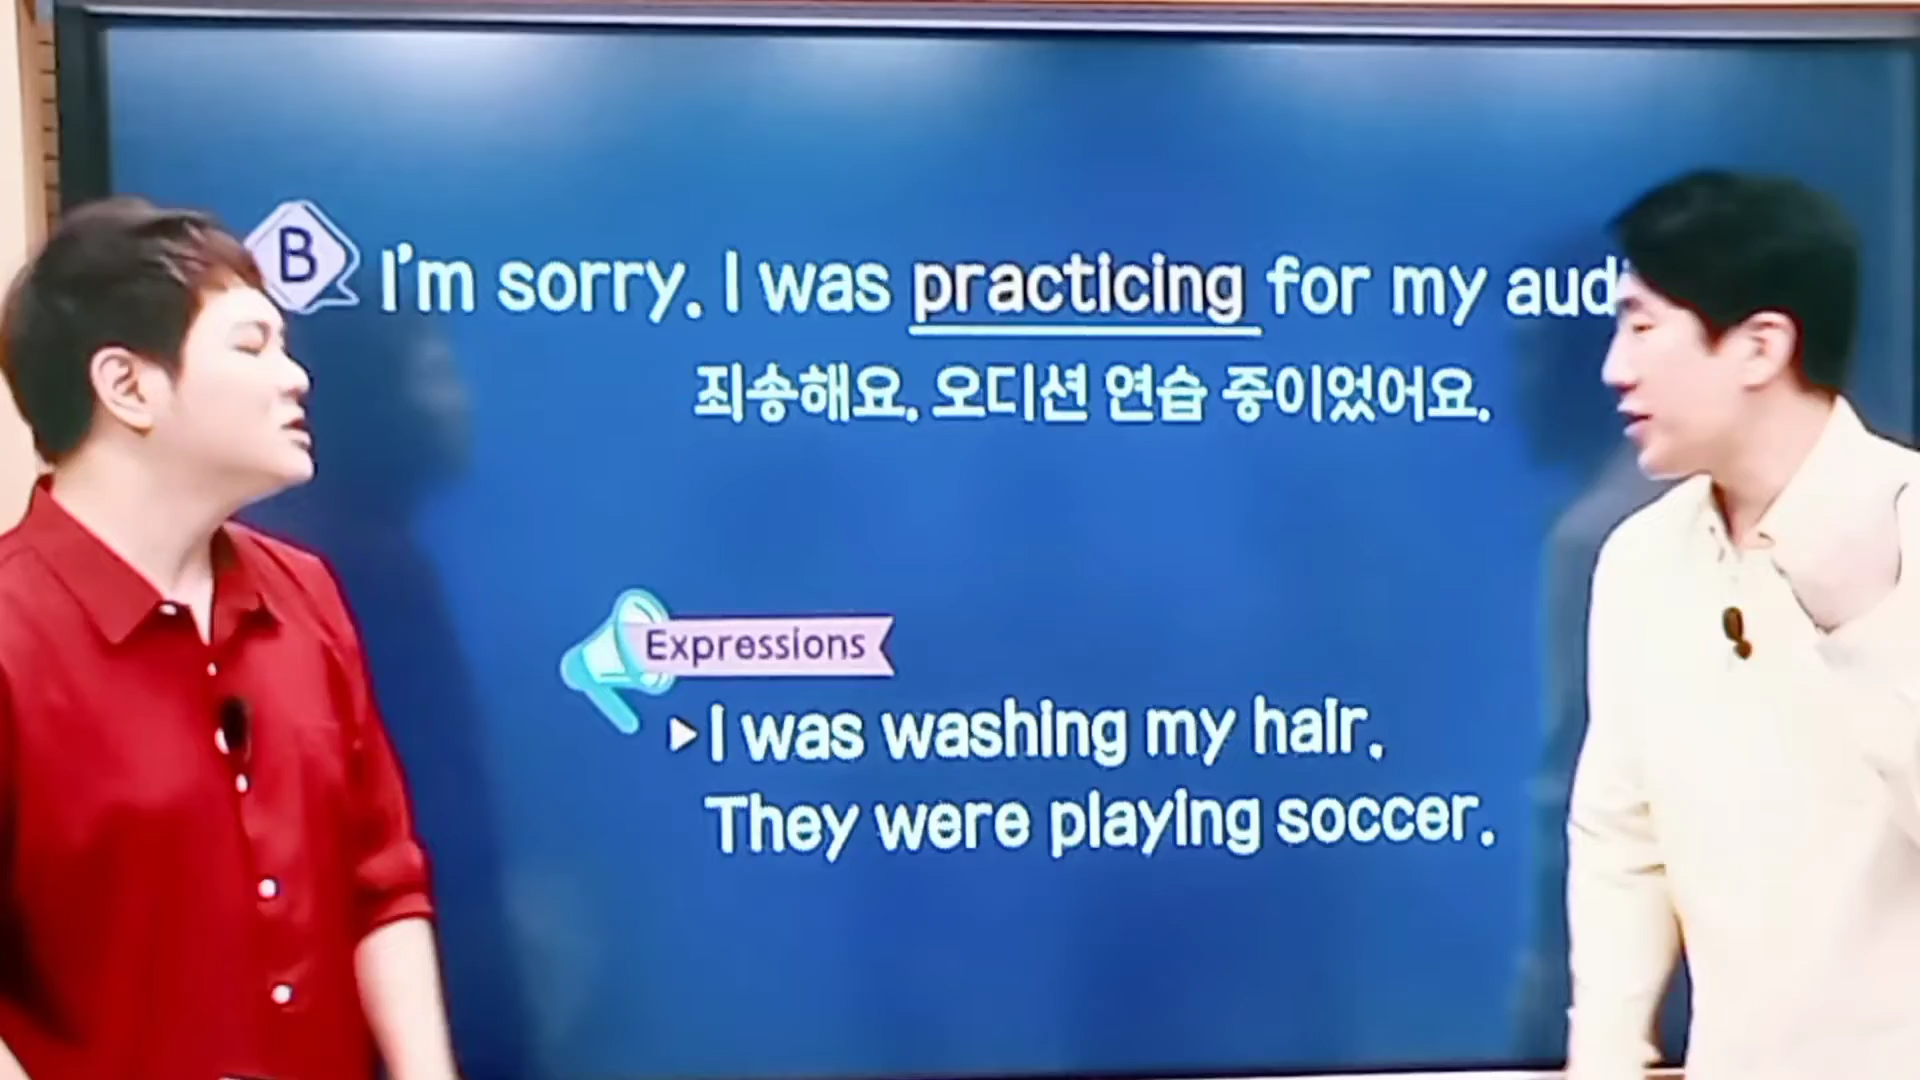 B I'm sorry. I was practicing for my
죄송해요. 오디션 연습 중이었어요.
Expressions
▶I was washing my hair.
They were playing soccer.